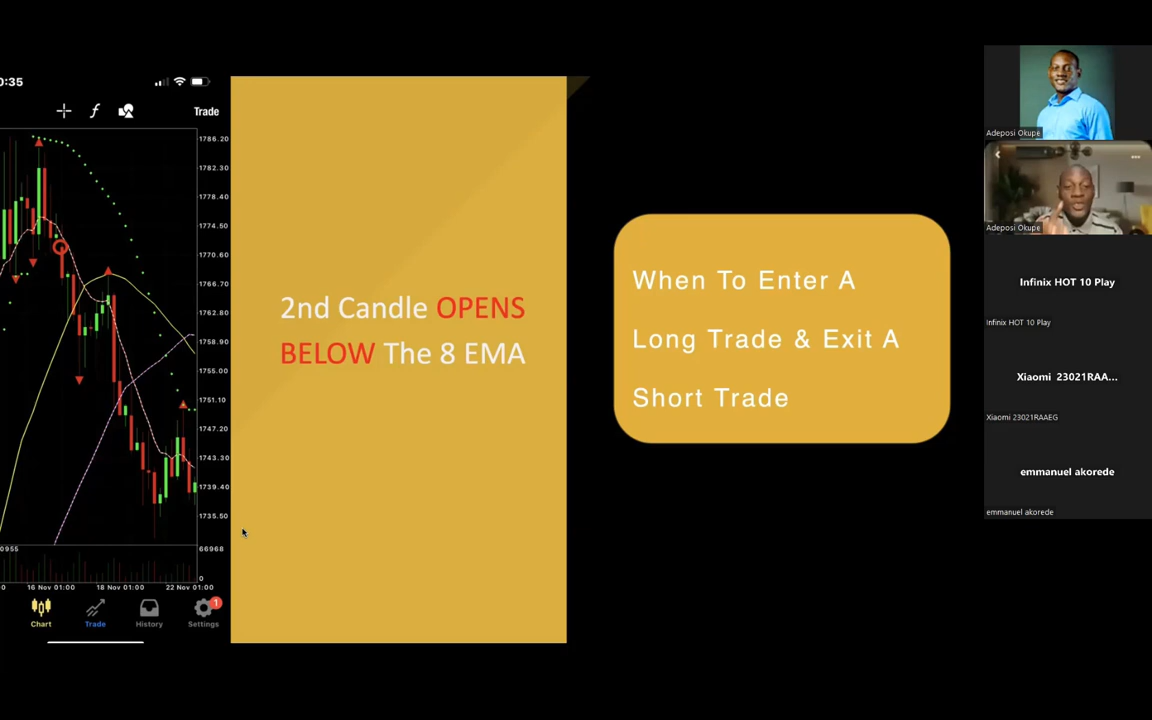 0:35
Trade
1786.20
1782.30
1778.40
1774.50
1770.60
1766.70
1762.80
1758.90
1755.00
1751.10
1747.20
1743.30
1739.40
1735.50
0955
66968
0
0
16 Nov 01:00
18 Nov 01:00
22 Nov 01:00
Chart
Trade
History
Settings
1
2nd Candle OPENS
BELOW The 8 EMA
When To Enter A
Long Trade & Exit A
Short Trade
Adeposi Okupe
Adeposi Okupe
Infinix HOT 10 Play
Infinix HOT 10 Play
Xiaomi 23021RAA...
Xiaomi 23021RAAEG
emmanuel akorede
emmanuel akorede